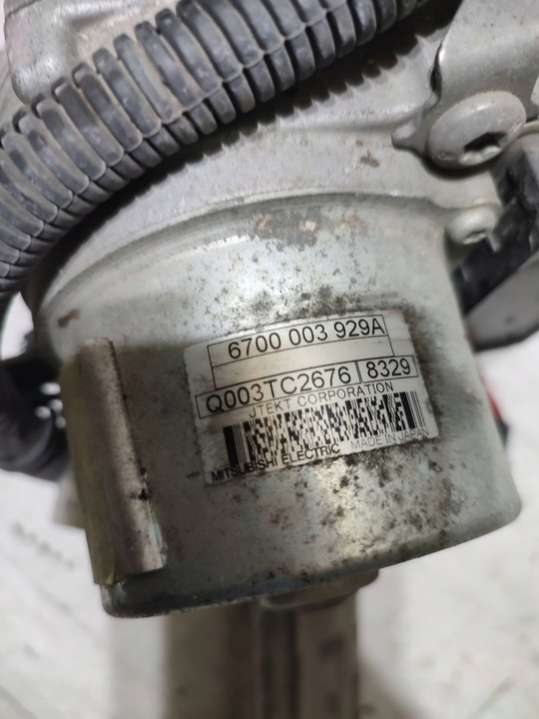 6700 003 929A
Q003TC2676 8329
JTEKT CORPORATION
MITSUBISHI ELECTRIC MADE IN JAPAN